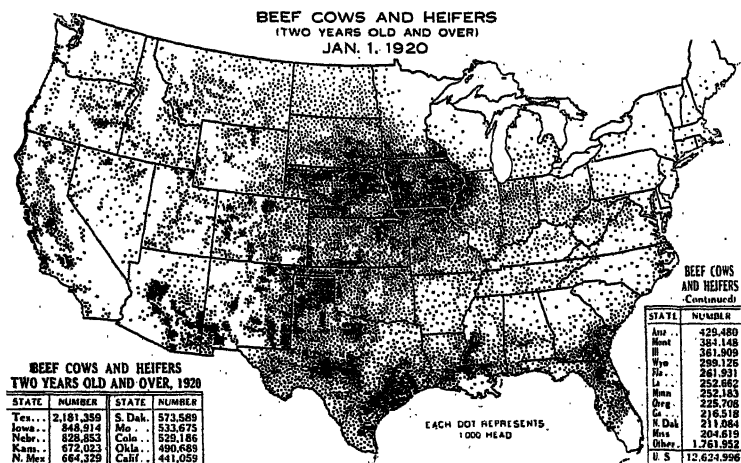 BEEF COWS AND HEIFERS
(TWO YEARS OLD AND OVER)
JAN. 1. 1920
EACH DOT REPRESENTS
1000 HEAD
BEEF COWS AND HEIFERS
TWO YEARS OLD AND OVER, 1920
STATE NUMBER STATE NUMBER
Tex... 2,181,359 S. Dak. 573,589
Iowa.. 848,914 Mo... 533,675
Nebr.. 828,853 Colo.. 529,186
Kans.. 672,023 Okla.. 490,689
N. Mex 664,329 Calif.. 441,059
BEEF COWS
AND HEIFERS
(Continued)
STATE NUMBER
Ariz... 429,480
Mont 384,148
Ill... 361,909
Wyo.. 299,126
261,931
La... 252,662
Minn 252,183
Oreg. 225,708
Ga... 216,518
N. Dak 211,084
Miss 204,619
Other. 1,761,952
U. S 12,624,996